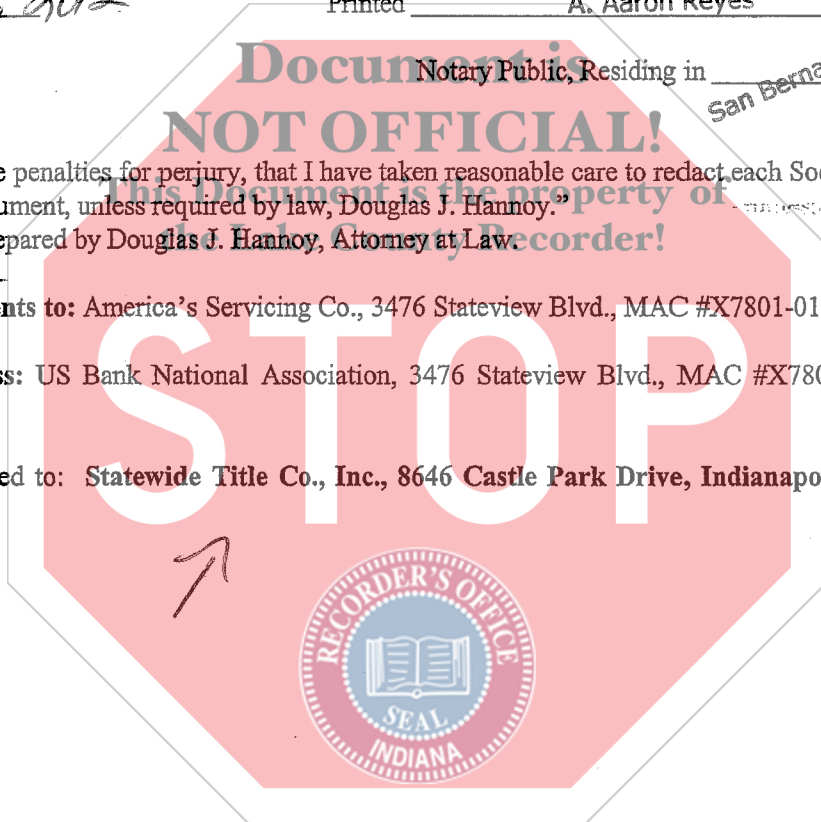 Printed A. Aaron Reyes
Document is
Notary Public, Residing in San Berna
NOT OFFICIAL!
e penalties for perjury, that I have taken reasonable care to redact each Soc
This Document is the property of
ument, unless required by law, Douglas J. Hannoy.”
epared by Douglas J. Hannoy, Attorney at Law.
the Lake County Recorder!
nts to: America’s Servicing Co., 3476 Stateview Blvd., MAC #X7801-01
ss: US Bank National Association, 3476 Stateview Blvd., MAC #X780
STOP
ed to: Statewide Title Co., Inc., 8646 Castle Park Drive, Indianapo
RECORDER’S OFFICE
SEAL
INDIANA